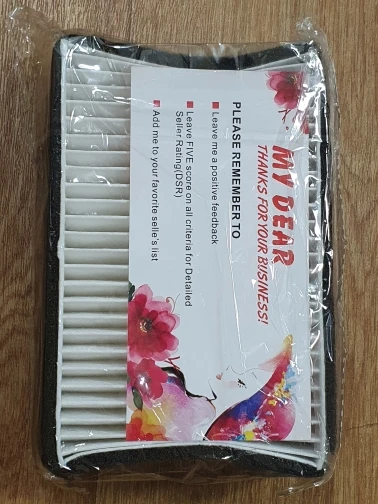 MY DEAR
THANKS FOR YOUR BUSINESS!
PLEASE REMEMBER TO
Leave me a positive feedback
Leave FIVE score on all criteria for Detailed
Seller Rating(DSR)
Add me to your favorite selle's list